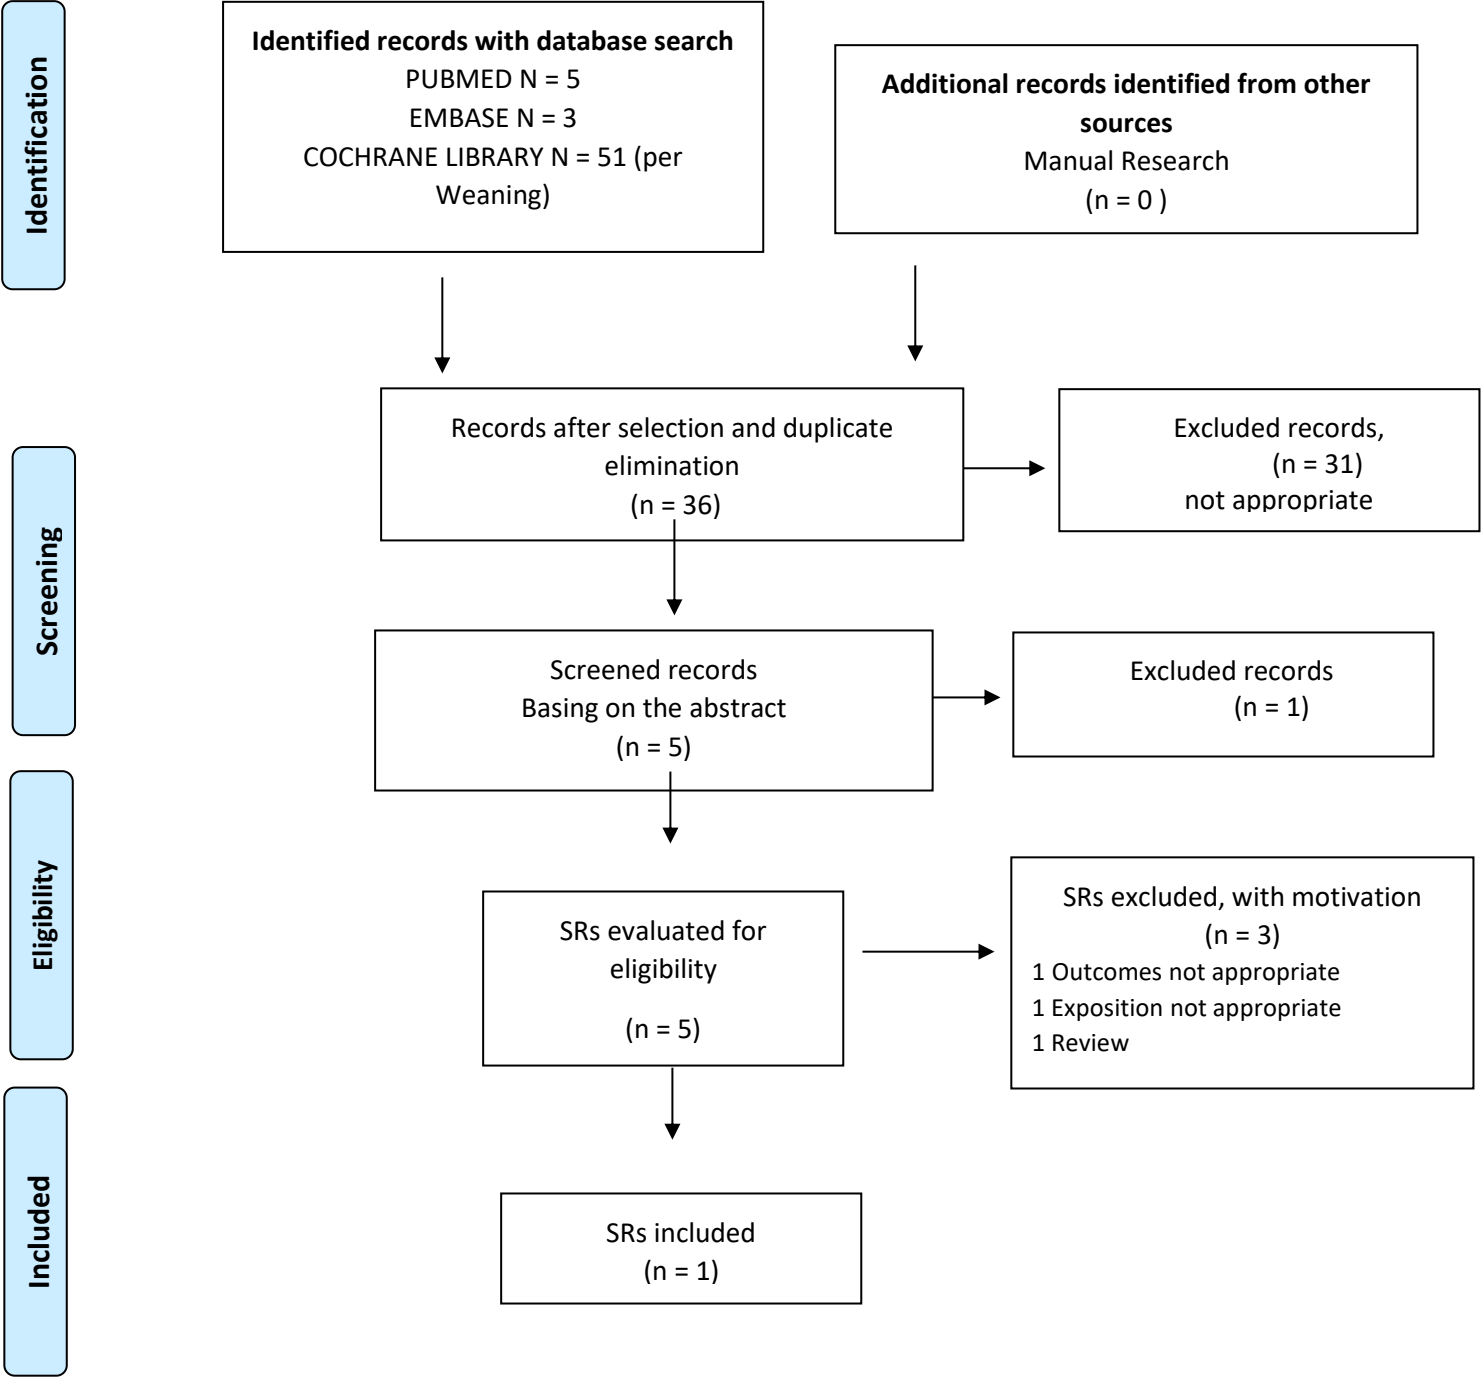 Identification
Identified records with database search
PUBMED N = 5
EMBASE N = 3
COCHRANE LIBRARY N = 51 (per
Weaning)
Additional records identified from other
sources
Manual Research
(n = 0 )
Screening
Records after selection and duplicate
elimination
(n = 36)
Excluded records,
(n = 31)
not appropriate
Screened records
Basing on the abstract
(n = 5)
Excluded records
(n = 1)
Eligibility
SRs evaluated for
eligibility
(n = 5)
SRs excluded, with motivation
(n = 3)
1 Outcomes not appropriate
1 Exposition not appropriate
1 Review
Included
SRs included
(n = 1)